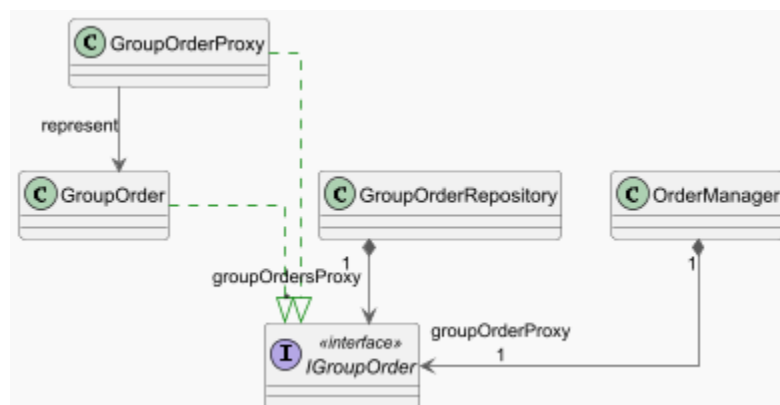 C GroupOrderProxy
represent
C GroupOrder
C GroupOrderRepository
C OrderManager
1
1
groupOrdersProxy
groupOrderProxy
1
«interface»
I
IGroupOrder